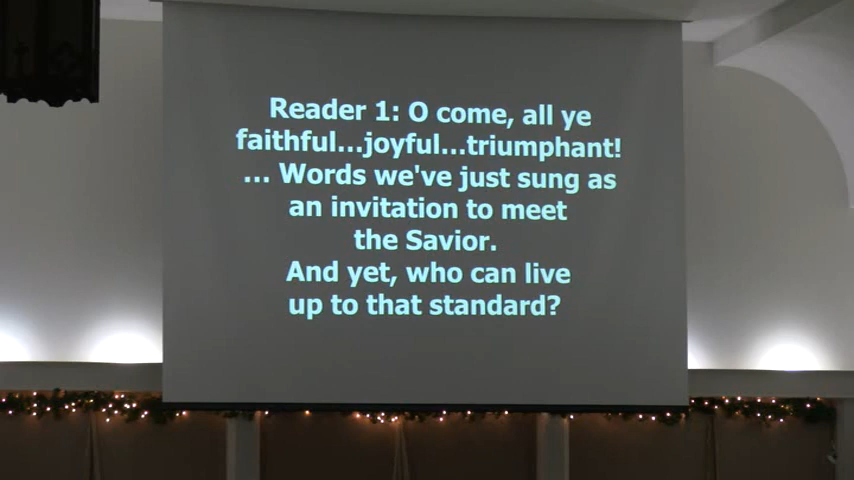 Reader 1: O come, all ye
faithful...joyful...triumphant!
... Words we've just sung as
an invitation to meet
the Savior.
And yet, who can live
up to that standard?